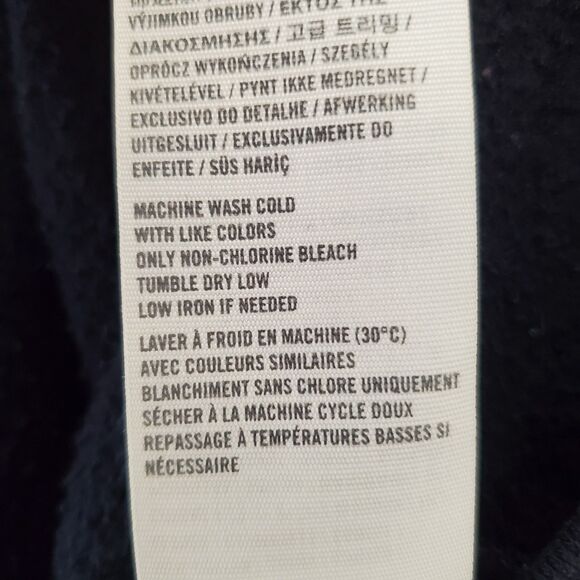 VÝJIMKOU OBRUBY / ΕΚΤΟΣ ΤΗΣ
ΔΙΑΚΟΣΜΗΣΗΣ / 고급 트리밍 /
OPRÓCZ WYKOŃCZENIA / SZEGÉLY
KIVÉTELÉVEL / PYNT IKKE MEDREGNET /
EXCLUSIVO DO DETALHE / AFWERKING
UITGESLUIT / EXCLUSIVAMENTE DO
ENFEITE / SÜS HARİÇ
MACHINE WASH COLD
WITH LIKE COLORS
ONLY NON-CHLORINE BLEACH
TUMBLE DRY LOW
LOW IRON IF NEEDED
LAVER À FROID EN MACHINE (30°C)
AVEC COULEURS SIMILAIRES
BLANCHIMENT SANS CHLORE UNIQUEMENT
SÉCHER À LA MACHINE CYCLE DOUX
REPASSAGE À TEMPÉRATURES BASSES SI
NÉCESSAIRE